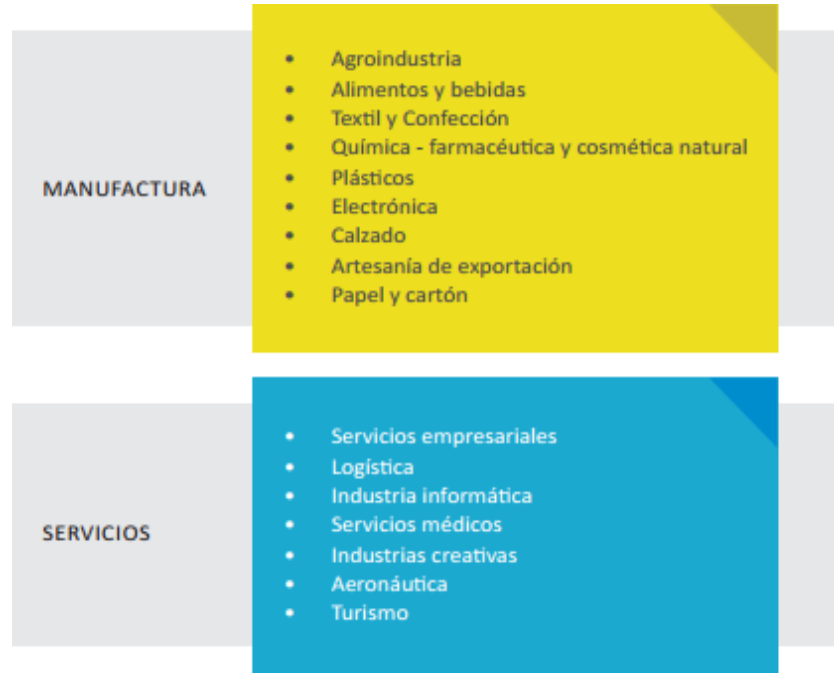 MANUFACTURA
• Agroindustria
• Alimentos y bebidas
• Textil y Confección
• Química - farmacéutica y cosmética natural
• Plásticos
• Electrónica
• Calzado
• Artesanía de exportación
• Papel y cartón
SERVICIOS
• Servicios empresariales
• Logística
• Industria informática
• Servicios médicos
• Industrias creativas
• Aeronáutica
• Turismo